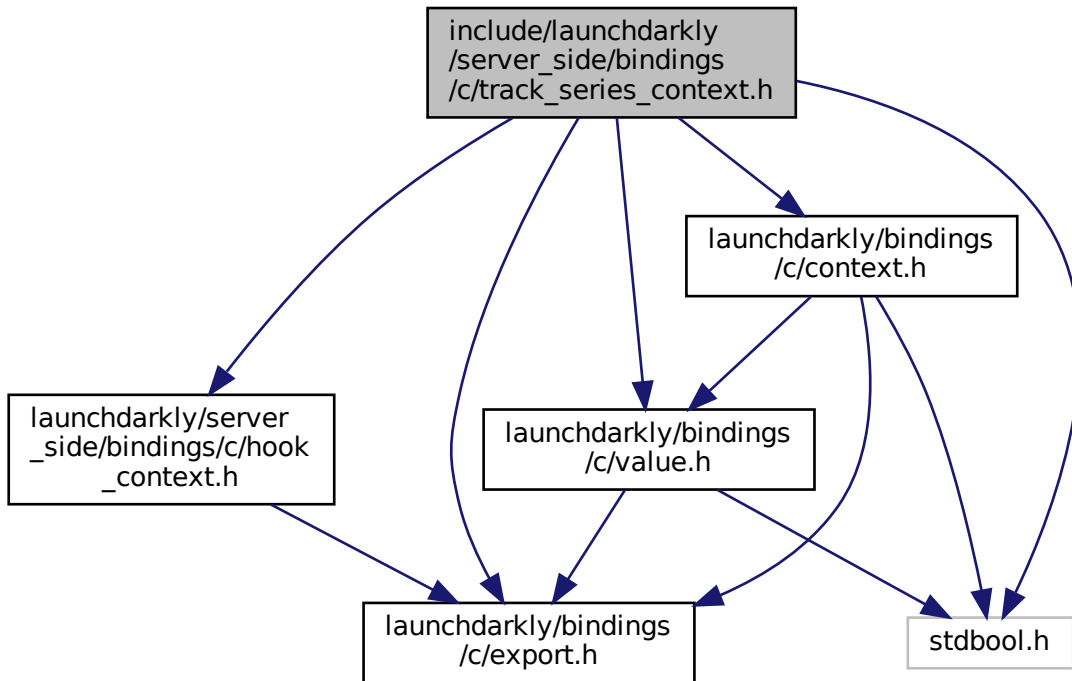 include/launchdarkly
/server_side/bindings
/c/track_series_context.h
launchdarkly/bindings
/c/context.h
launchdarkly/server
_side/bindings/c/hook
_context.h
launchdarkly/bindings
/c/value.h
launchdarkly/bindings
/c/export.h
stdbool.h